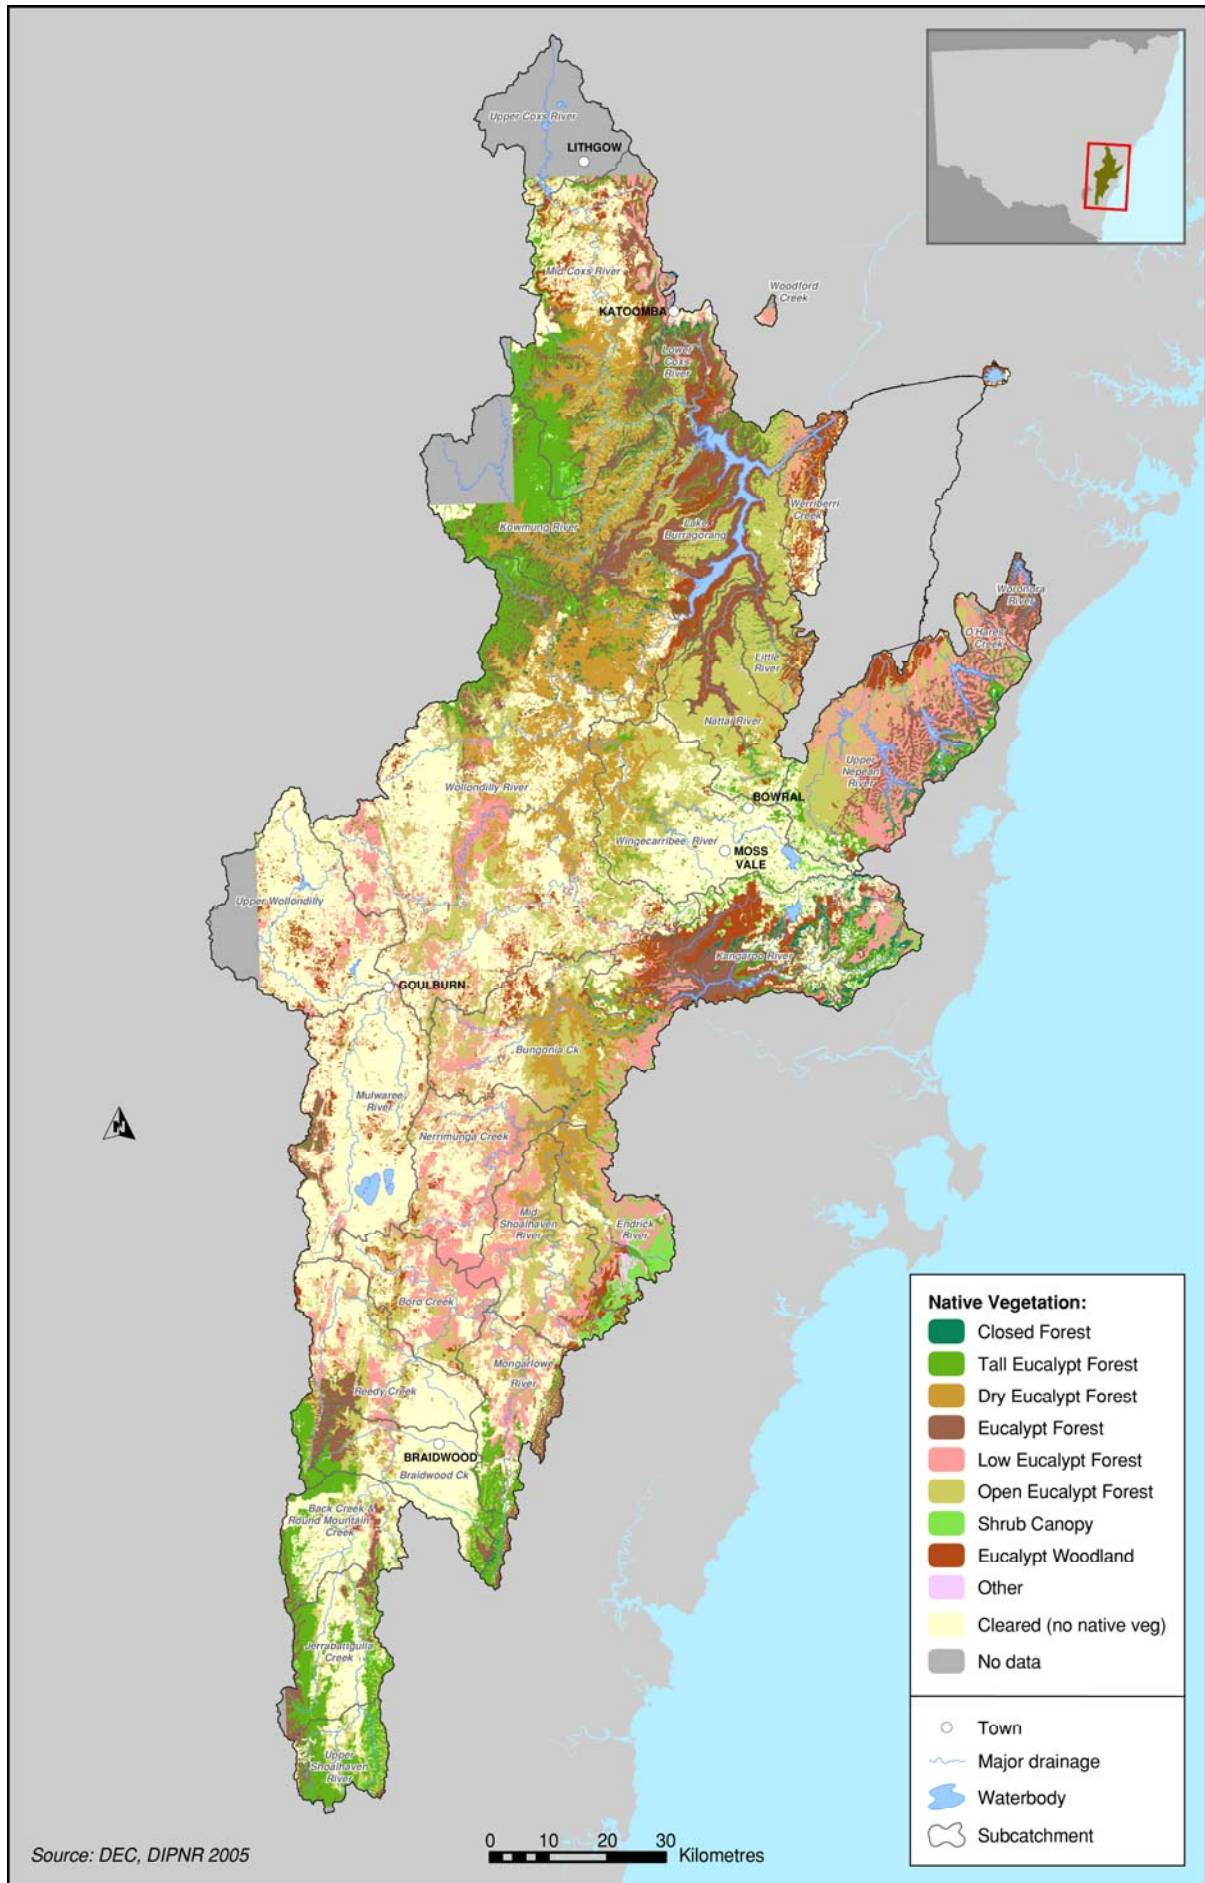 Upper Coxs River
LITHGOW
Mid Coxs River
Woodford
Creek
KATOOMBA
Lower
Coxs
River
Werriberri
Creek
Kowmung River
Lake
Burragorang
Woronora
River
O'Hares
Creek
Little
River
Nattai River
Upper
Nepean
River
Wollondilly River
BOWRAL
Wingecarribee River
MOSS
VALE
Upper Wollondilly
Kangaroo River
GOULBURN
Bungonia Ck
Mulwaree
River
Nerrimunga Creek
Mid
Shoalhaven
River
Endrick
River
Boro Creek
Mongarlowe
River
Reedy Creek
BRAIDWOOD
Braidwood Ck
Back Creek &
Round Mountain
Creek
Jerrabattgulla
Creek
Upper
Shoalhaven
River
Native Vegetation:
Closed Forest
Tall Eucalypt Forest
Dry Eucalypt Forest
Eucalypt Forest
Low Eucalypt Forest
Open Eucalypt Forest
Shrub Canopy
Eucalypt Woodland
Other
Cleared (no native veg)
No data
Town
Major drainage
Waterbody
Subcatchment
Source: DEC, DIPNR 2005
0 10 20 30
Kilometres